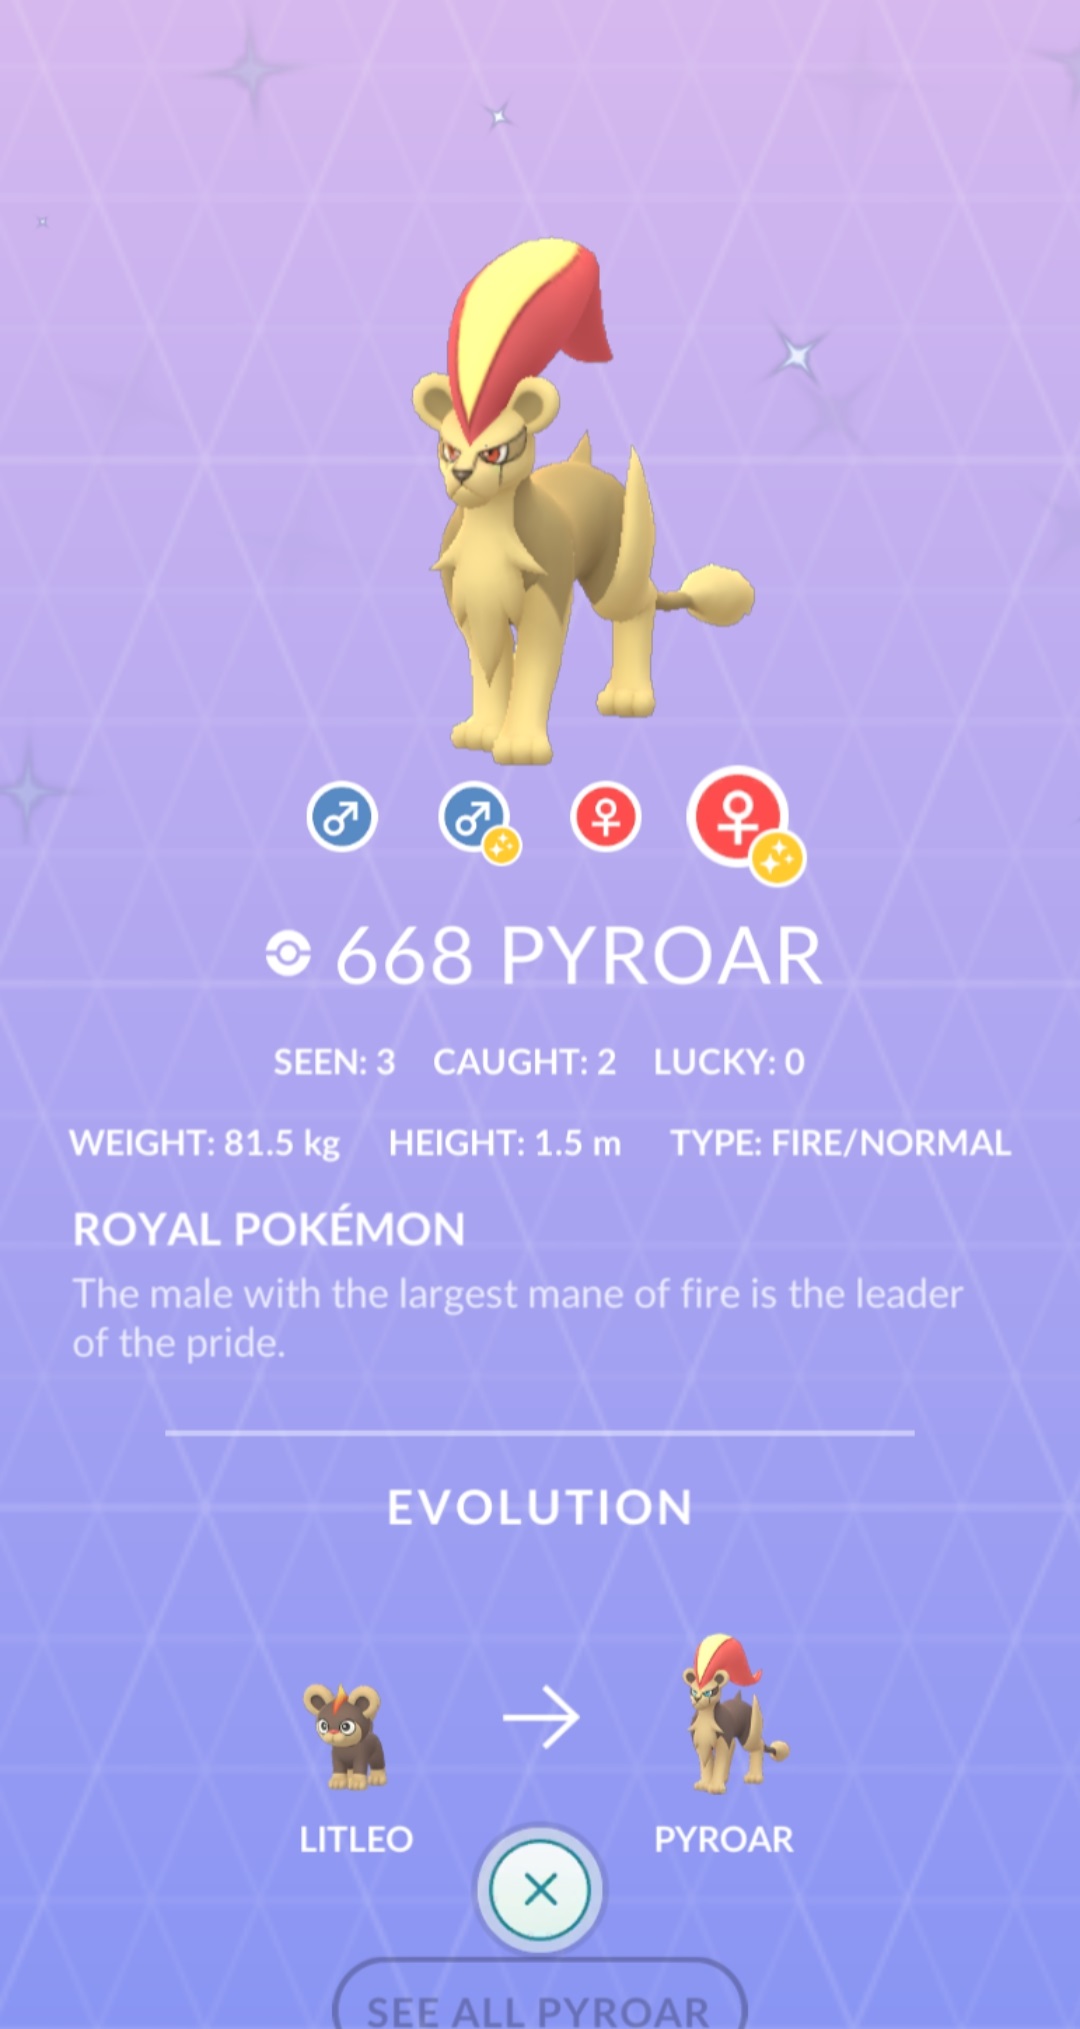 668 PYROAR
SEEN: 3 CAUGHT: 2 LUCKY: 0
WEIGHT: 81.5 kg HEIGHT: 1.5 m TYPE: FIRE/NORMAL
ROYAL POKÉMON
The male with the largest mane of fire is the leader
of the pride.
EVOLUTION
LITLEO PYROAR
SEE ALL PYROAR